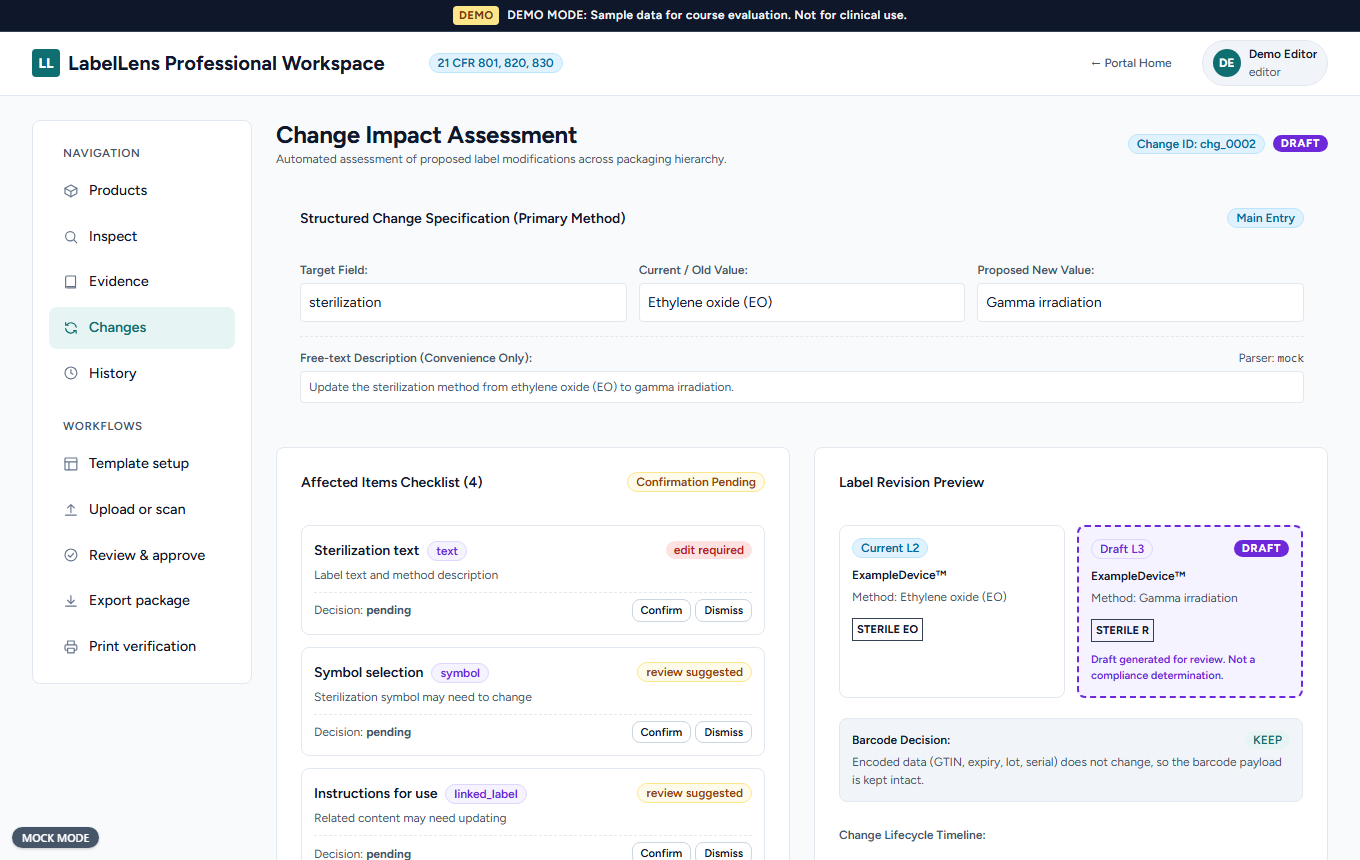 DEMO DEMO MODE: Sample data for course evaluation. Not for clinical use.
LL LabelLens Professional Workspace
21 CFR 801, 820, 830
← Portal Home
DE
Demo Editor
editor
NAVIGATION
Products
Inspect
Evidence
Changes
History
WORKFLOWS
Template setup
Upload or scan
Review & approve
Export package
Print verification
Change Impact Assessment
Automated assessment of proposed label modifications across packaging hierarchy.
Change ID: chg_0002
DRAFT
Structured Change Specification (Primary Method)
Main Entry
Target Field:
sterilization
Current / Old Value:
Ethylene oxide (EO)
Proposed New Value:
Gamma irradiation
Free-text Description (Convenience Only):
Parser: mock
Update the sterilization method from ethylene oxide (EO) to gamma irradiation.
Affected Items Checklist (4)
Confirmation Pending
Sterilization text
text
edit required
Label text and method description
Decision: pending
Confirm
Dismiss
Symbol selection
symbol
review suggested
Sterilization symbol may need to change
Decision: pending
Confirm
Dismiss
Instructions for use
linked_label
review suggested
Related content may need updating
Decision: pending
Confirm
Dismiss
Label Revision Preview
Current L2
ExampleDevice™
Method: Ethylene oxide (EO)
STERILE EO
Draft L3
DRAFT
ExampleDevice™
Method: Gamma irradiation
STERILE R
Draft generated for review. Not a
compliance determination.
Barcode Decision:
KEEP
Encoded data (GTIN, expiry, lot, serial) does not change, so the barcode payload
is kept intact.
Change Lifecycle Timeline:
MOCK MODE